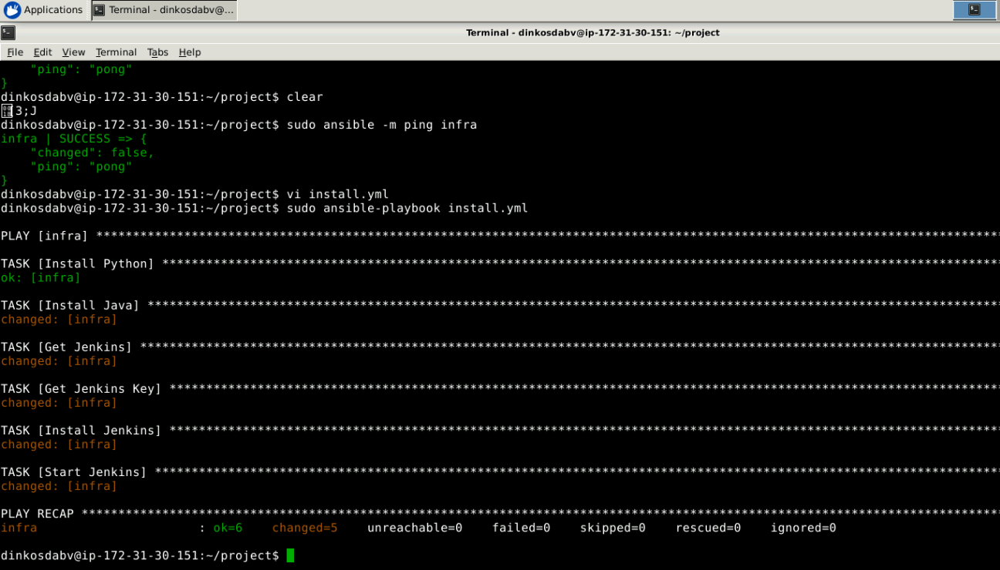 Applications
Terminal - dinkosdabv@...
Terminal - dinkosdabv@ip-172-31-30-151: ~/project
File Edit View Terminal Tabs Help
    "ping": "pong"
}
dinkosdabv@ip-172-31-30-151:~/project$ clear
3;J
dinkosdabv@ip-172-31-30-151:~/project$ sudo ansible -m ping infra
infra | SUCCESS => {
    "changed": false,
    "ping": "pong"
}
dinkosdabv@ip-172-31-30-151:~/project$ vi install.yml
dinkosdabv@ip-172-31-30-151:~/project$ sudo ansible-playbook install.yml
PLAY [infra] ***************************************************************************************************************************
TASK [Install Python] ******************************************************************************************************************
ok: [infra]
TASK [Install Java] ********************************************************************************************************************
changed: [infra]
TASK [Get Jenkins] *********************************************************************************************************************
changed: [infra]
TASK [Get Jenkins Key] *****************************************************************************************************************
changed: [infra]
TASK [Install Jenkins] *****************************************************************************************************************
changed: [infra]
TASK [Start Jenkins] *******************************************************************************************************************
changed: [infra]
PLAY RECAP *****************************************************************************************************************************
infra                      : ok=6    changed=5    unreachable=0    failed=0    skipped=0    rescued=0    ignored=0
dinkosdabv@ip-172-31-30-151:~/project$